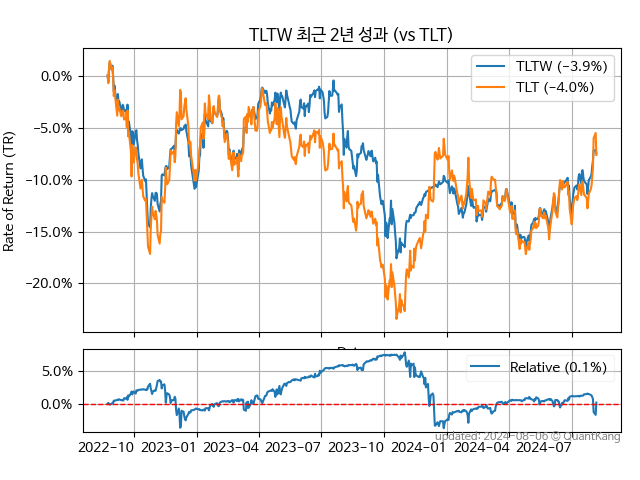 TLTW 최근 2년 성과 (vs TLT)
TLTW (−3.9%)
TLT (−4.0%)
Rate of Return (TR)
0.0%
−5.0%
−10.0%
−15.0%
−20.0%
Relative (0.1%)
5.0%
0.0%
2022−10 2023−01 2023−04 2023−07 2023−10 2024−01 2024−04 2024−07
updated: 2024−08−06 © QuantKang